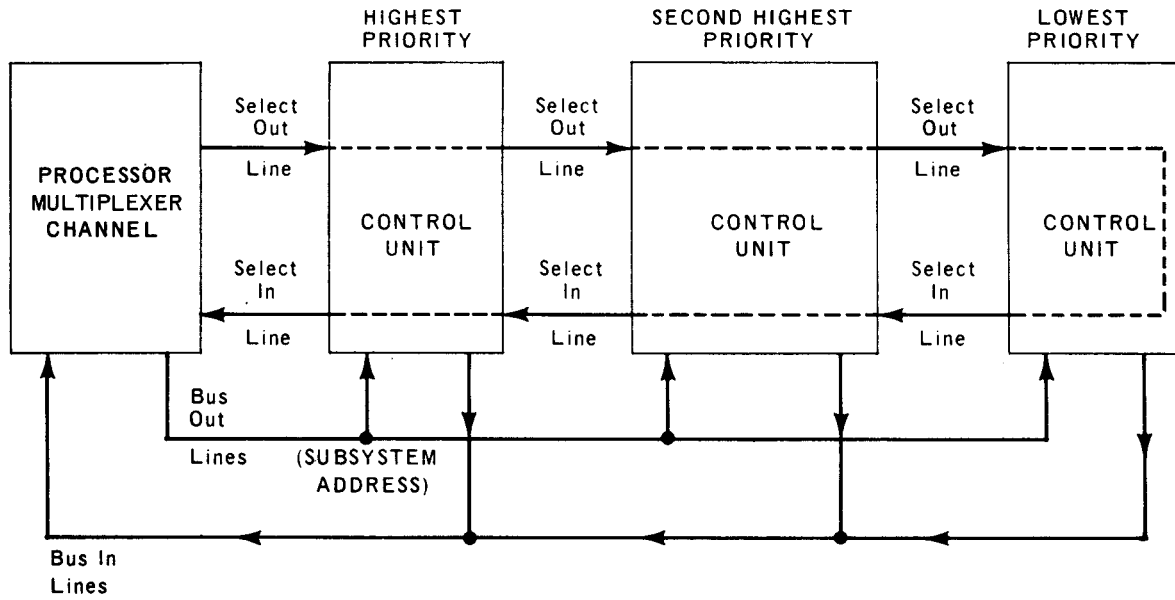 HIGHEST
PRIORITY
SECOND HIGHEST
PRIORITY
LOWEST
PRIORITY
PROCESSOR
MULTIPLEXER
CHANNEL
Select
Out
Line
Select
In
Line
CONTROL
UNIT
Select
Out
Line
Select
In
Line
CONTROL
UNIT
Select
Out
Line
Select
In
Line
CONTROL
UNIT
Bus
Out
Lines
(SUBSYSTEM
ADDRESS)
Bus In
Lines